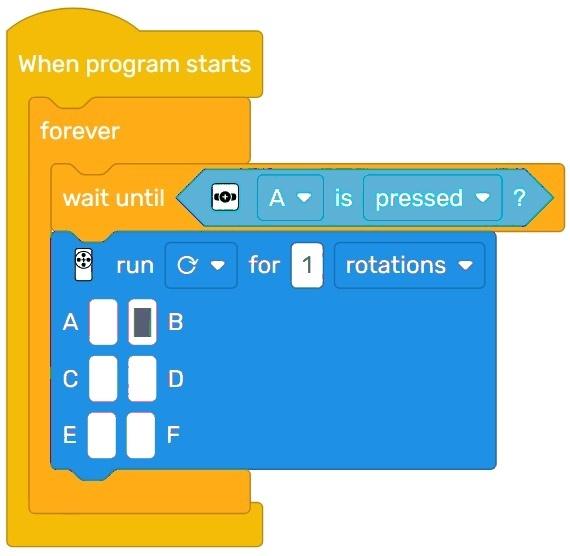 When program starts
forever
wait until A is pressed ?
run for 1 rotations
A B
C D
E F